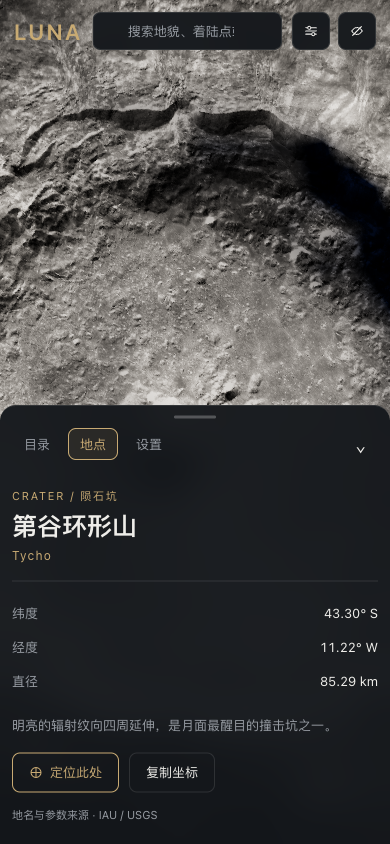 LUNA
搜索地貌、着陆点
目录 地点 设置
CRATER / 陨石坑
第谷环形山
Tycho
纬度 43.30° S
经度 11.22° W
直径 85.29 km
明亮的辐射纹向四周延伸，是月面最醒目的撞击坑之一。
定位此处 复制坐标
地名与参数来源 · IAU / USGS